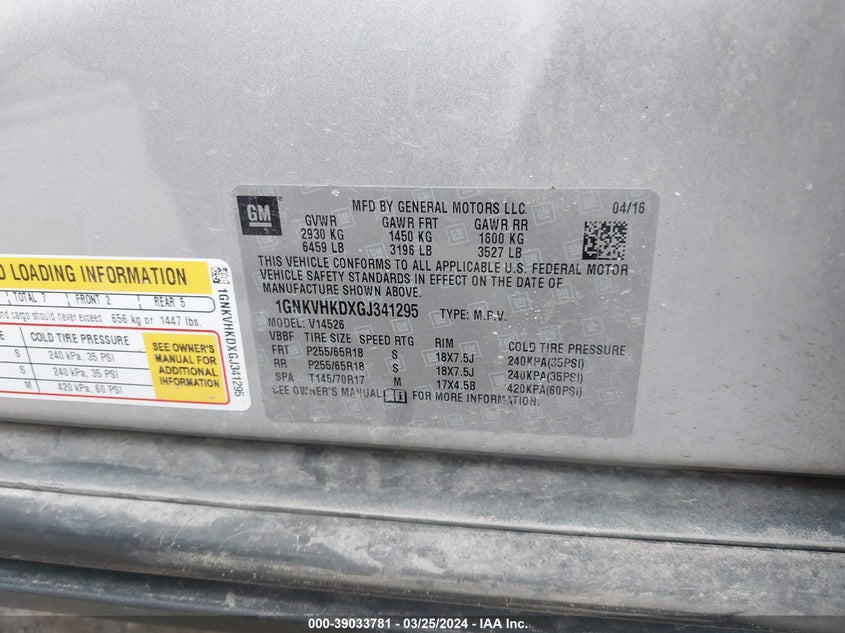 GM
MFD BY GENERAL MOTORS LLC 04/16
GVWR GAWR FRT GAWR RR
2930 KG 1450 KG 1600 KG
6459 LB 3196 LB 3527 LB
THIS VEHICLE CONFORMS TO ALL APPLICABLE U.S. FEDERAL MOTOR
VEHICLE SAFETY STANDARDS IN EFFECT ON THE DATE OF
MANUFACTURE SHOWN ABOVE.
1GNKVHKDXGJ341295 TYPE: M.P.V.
MODEL: V14526
VBBF TIRE SIZE SPEED RTG RIM COLD TIRE PRESSURE
FRT P255/65R18 S 18X7.5J 240KPA(35PSI)
RR P255/65R18 S 18X7.5J 240KPA(35PSI)
SPA T145/70R17 M 17X4.5B 420KPA(60PSI)
SEE OWNER'S MANUAL FOR MORE INFORMATION.
D LOADING INFORMATION
TOTAL 7 FRONT 2 REAR 5
nd cargo should never exceed 656 kg or 1447 lbs.
COLD TIRE PRESSURE
S 240 kPa, 35 PSI
S 240 kPa, 35 PSI
M 420 kPa, 60 PSI
SEE OWNER'S
MANUAL FOR
ADDITIONAL
INFORMATION
1GNKVHKDXGJ341295
000-39033781 - 03/25/2024 - IAA Inc.